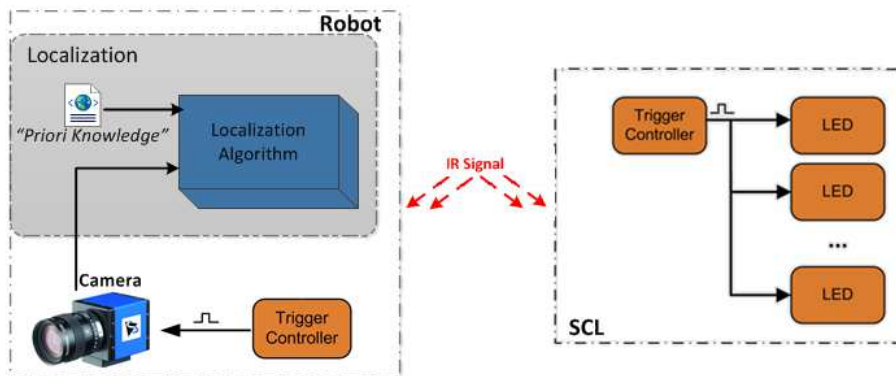 Robot
Localization
"Priori Knowledge"
Localization
Algorithm
Camera
Trigger
Controller
IR Signal
Trigger
Controller
LED
LED
...
LED
SCL